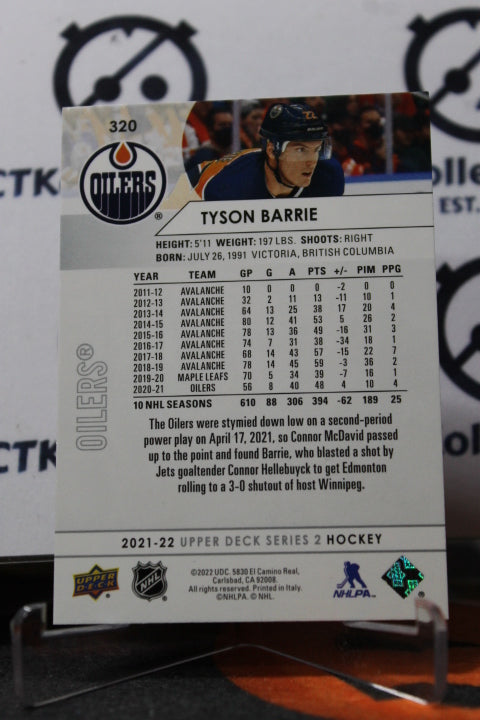 320
OILERS ®
TYSON BARRIE
HEIGHT: 5'11 WEIGHT: 197 LBS. SHOOTS: RIGHT
BORN: JULY 26, 1991 VICTORIA, BRITISH COLUMBIA
YEAR TEAM GP G A PTS +/- PIM PPG
2011-12 AVALANCHE 10 0 0 0 -2 0 0
2012-13 AVALANCHE 32 2 11 13 -11 10 1
2013-14 AVALANCHE 64 13 25 38 17 20 4
2014-15 AVALANCHE 80 12 41 53 5 26 2
2015-16 AVALANCHE 78 13 36 49 -16 31 3
2016-17 AVALANCHE 74 7 31 38 -34 18 1
2017-18 AVALANCHE 68 14 43 57 -15 22 7
2018-19 AVALANCHE 78 14 45 59 -3 36 2
2019-20 MAPLE LEAFS 70 5 34 39 -7 16 1
2020-21 OILERS 56 8 40 48 4 10 4
10 NHL SEASONS 610 88 306 394 -62 189 25
OILERS®
The Oilers were stymied down low on a second-period
power play on April 17, 2021, so Connor McDavid passed
up to the point and found Barrie, who blasted a shot by
Jets goaltender Connor Hellebuyck to get Edmonton
rolling to a 3-0 shutout of host Winnipeg.
2021-22 UPPER DECK SERIES 2 HOCKEY
UPPER DECK
NHL
©2022 UDC. 5830 El Camino Real,
Carlsbad, CA 92008.
All rights reserved. Printed in Italy.
©NHLPA. © NHL.
NHLPA
®
CTK
olle
EST.